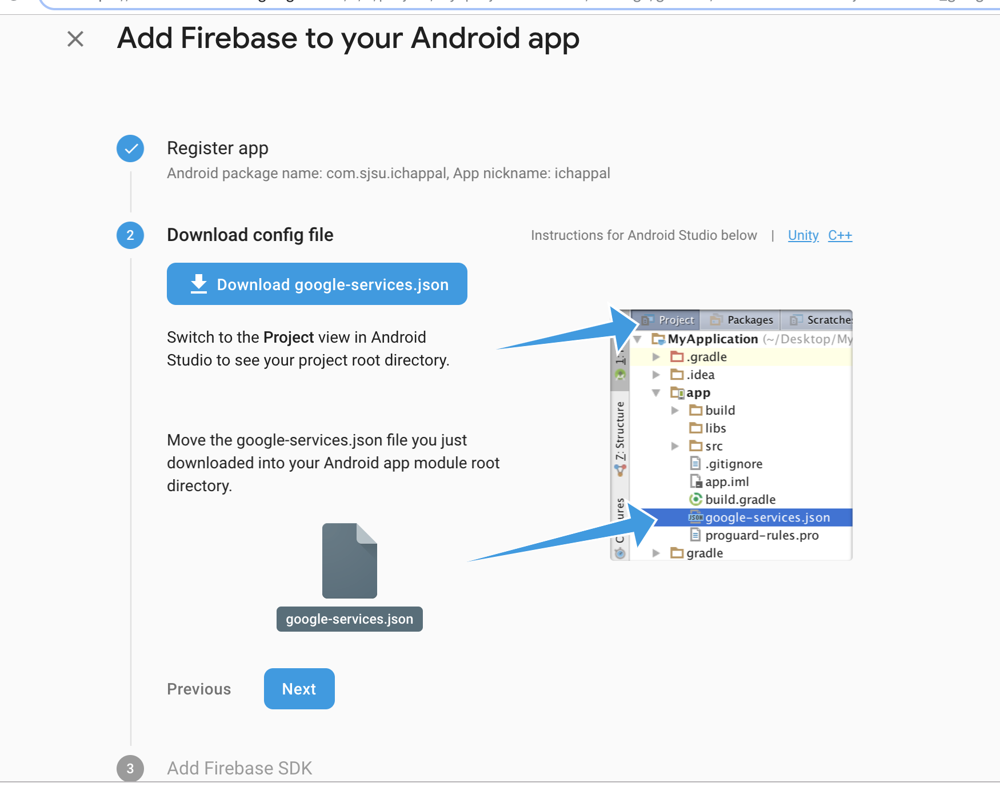 Add Firebase to your Android app
Register app
Android package name: com.sjsu.ichappal, App nickname: ichappal
2
Download config file
Instructions for Android Studio below | Unity C++
Download google-services.json
Switch to the Project view in Android
Studio to see your project root directory.
Move the google-services.json file you just
downloaded into your Android app module root
directory.
google-services.json
Project Packages Scratches
MyApplication (~/Desktop/My
.gradle
.idea
app
build
libs
src
.gitignore
app.iml
build.gradle
JSON google-services.json
proguard-rules.pro
gradle
1:
Z: Structure
ures
C
Previous
Next
3
Add Firebase SDK